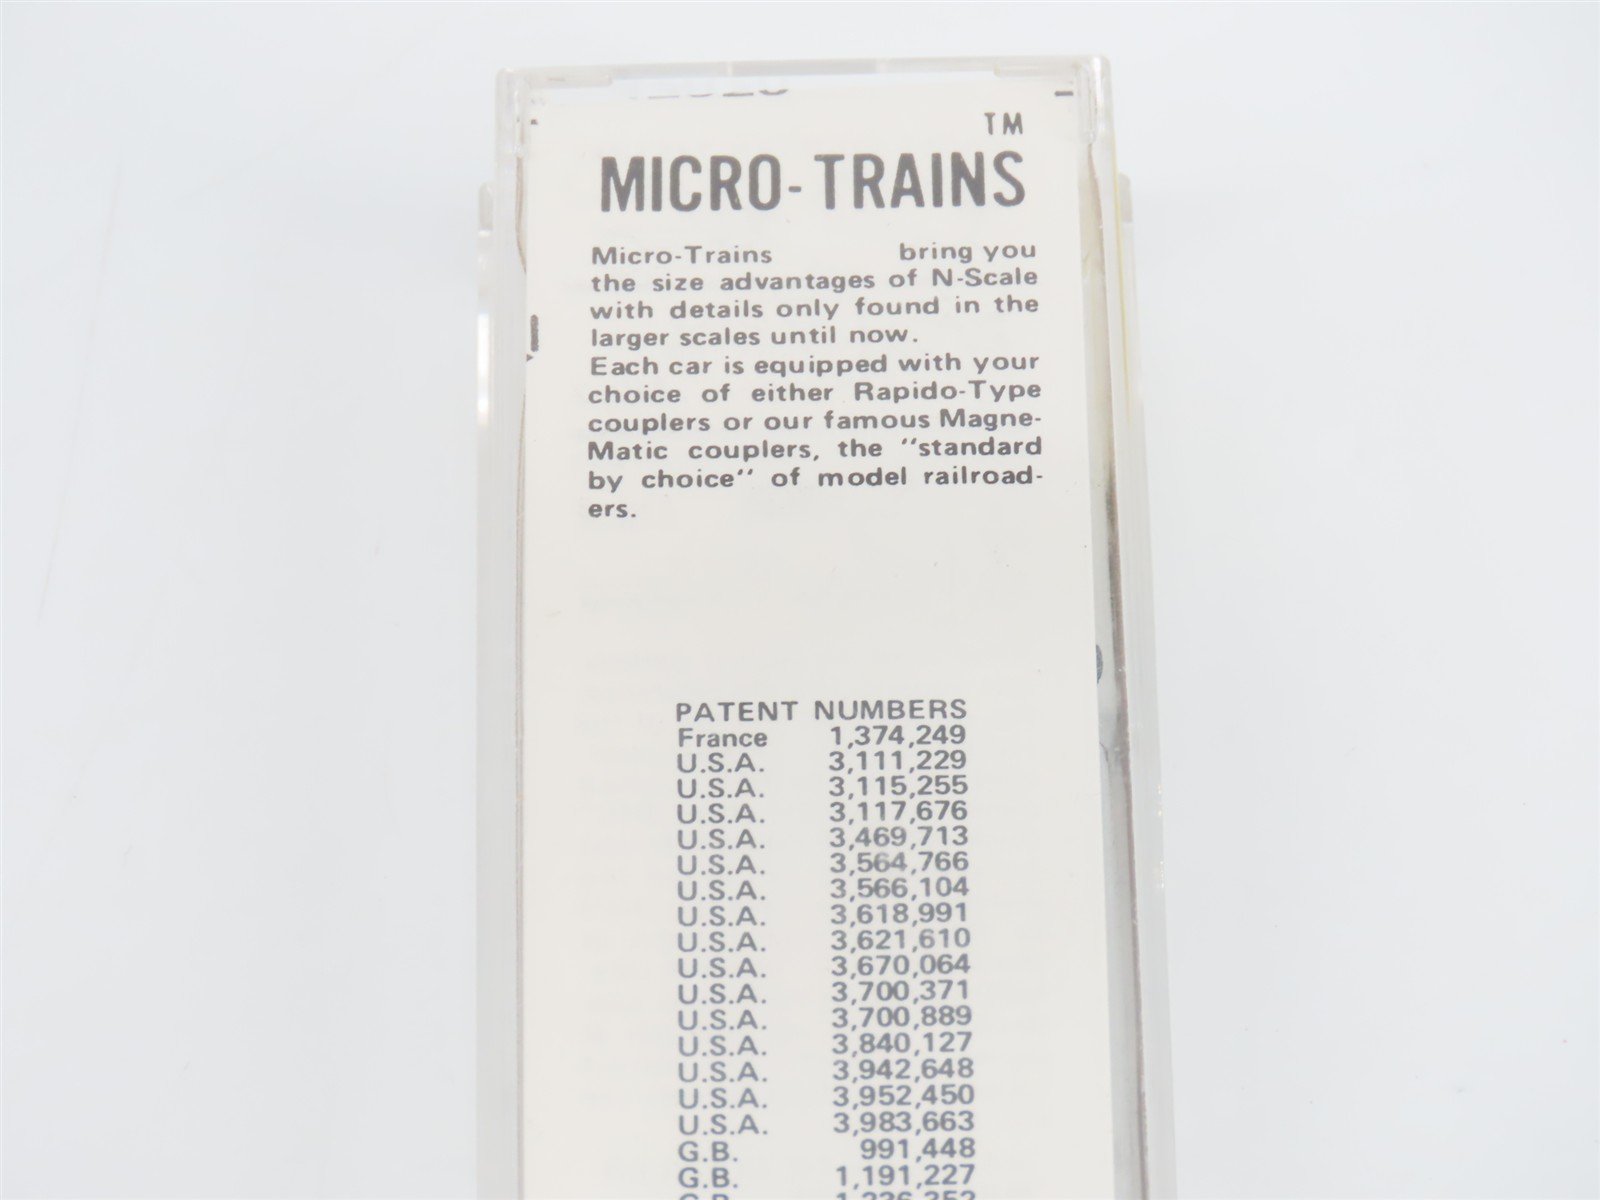 TM
MICRO-TRAINS
Micro-Trains bring you
the size advantages of N-Scale
with details only found in the
larger scales until now.
Each car is equipped with your
choice of either Rapido-Type
couplers or our famous Magne-
Matic couplers, the "standard
by choice" of model railroad-
ers.
PATENT NUMBERS
France 1,374,249
U.S.A. 3,111,229
U.S.A. 3,115,255
U.S.A. 3,117,676
U.S.A. 3,469,713
U.S.A. 3,564,766
U.S.A. 3,566,104
U.S.A. 3,618,991
U.S.A. 3,621,610
U.S.A. 3,670,064
U.S.A. 3,700,371
U.S.A. 3,700,889
U.S.A. 3,840,127
U.S.A. 3,942,648
U.S.A. 3,952,450
U.S.A. 3,983,663
G.B. 991,448
G.B. 1,191,227